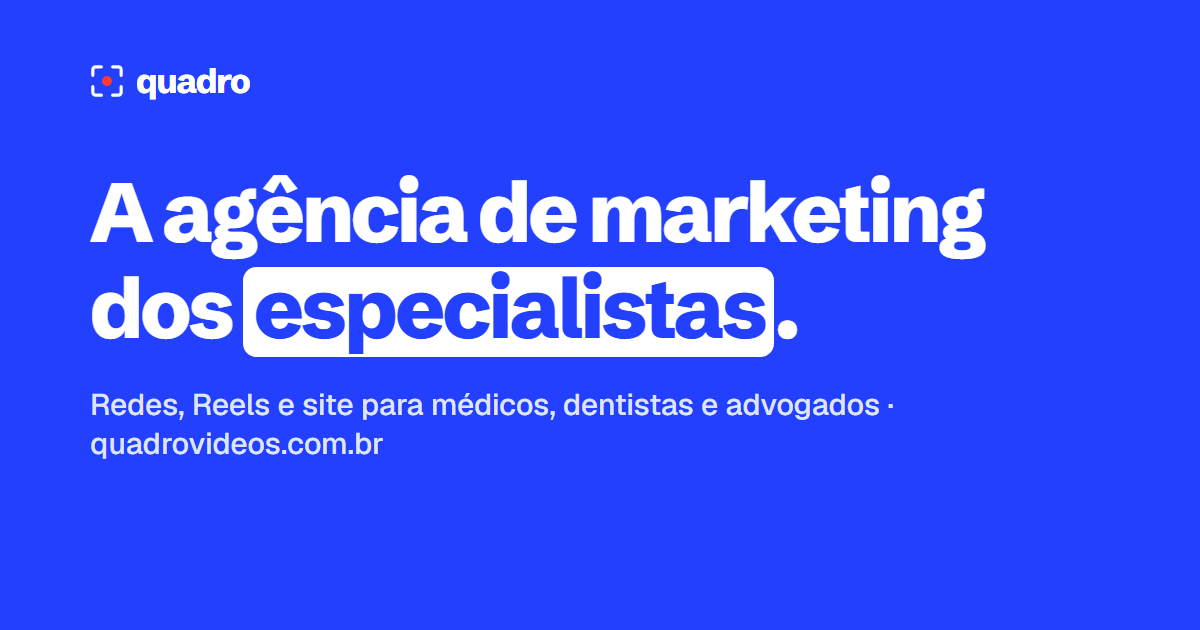 quadro
A agência de marketing
dos especialistas.
Redes, Reels e site para médicos, dentistas e advogados ·
quadrovideos.com.br